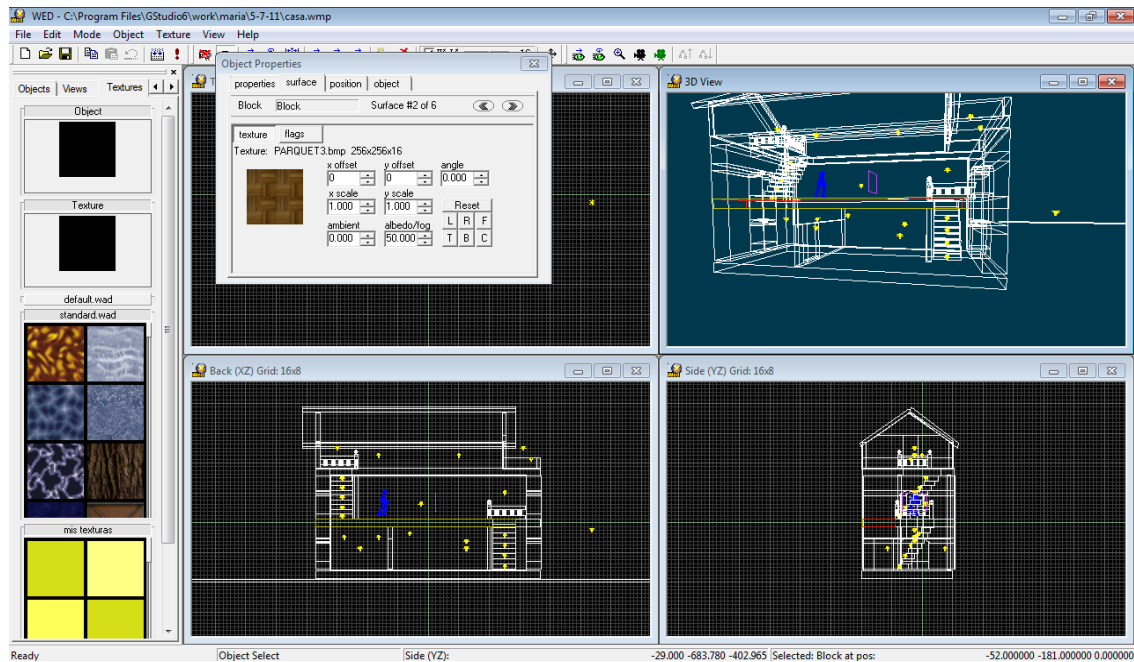 WED - C:\Program Files\GStudio6\work\maria\5-7-11\casa.wmp
File Edit Mode Object Texture View Help
Objects Views Textures
Object
Texture
default.wad
standard.wad
mis texturas
Object Properties
properties surface position object
Block Block Surface #2 of 6
texture flags
Texture: PARQUET3.bmp 256x256x16
x offset y offset angle
0 0 0.000
x scale y scale
1.000 1.000 Reset
L R F
ambient albedo/fog
0.000 50.000 T B C
3D View
Back (XZ) Grid: 16x8
Side (YZ) Grid: 16x8
Ready Object Select Side (YZ): -29.000 -683.780 -402.965 Selected: Block at pos: -52.000000 -181.000000 0.000000